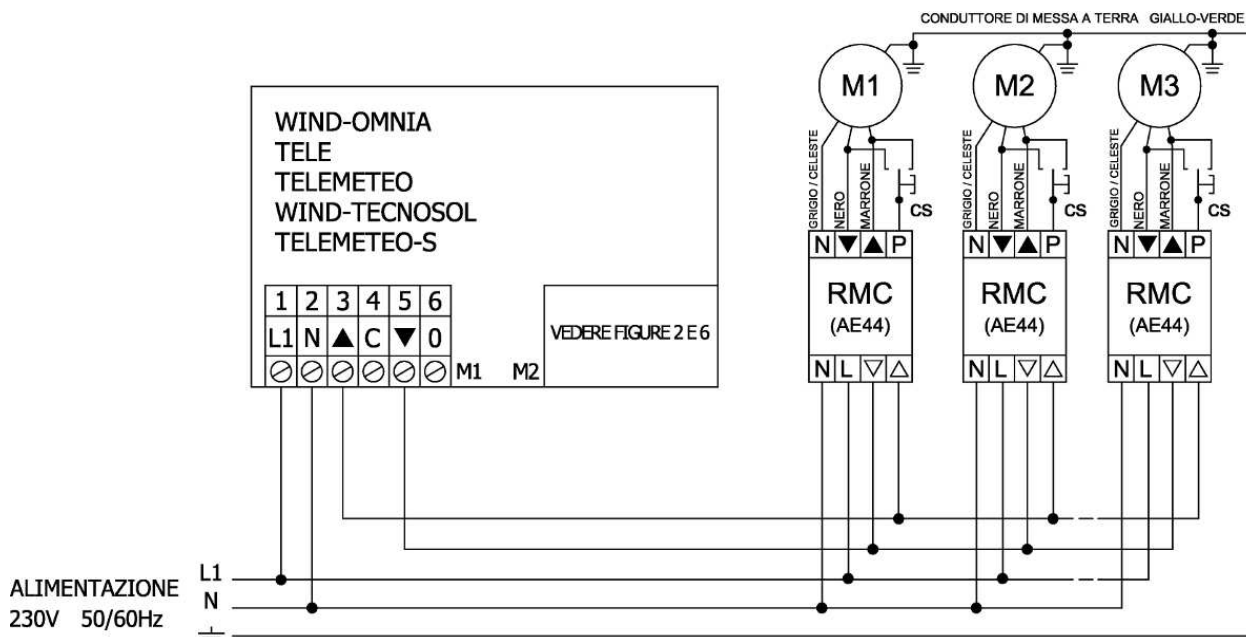 CONDUTTORE DI MESSA A TERRA GIALLO-VERDE
M1 M2 M3
WIND-OMNIA
TELE
TELEMETEO
WIND-TECNOSOL
TELEMETEO-S
GRIGIO / CELESTE NERO MARRONE CS
GRIGIO / CELESTE NERO MARRONE CS
GRIGIO / CELESTE NERO MARRONE CS
N ▼ ▲ P
RMC
(AE44)
N L ▽ △
N ▼ ▲ P
RMC
(AE44)
N L ▽ △
N ▼ ▲ P
RMC
(AE44)
N L ▽ △
1 2 3 4 5 6
L1 N ▲ C ▼ 0
M1 M2
VEDERE FIGURE 2 E 6
ALIMENTAZIONE
230V 50/60Hz
L1
N